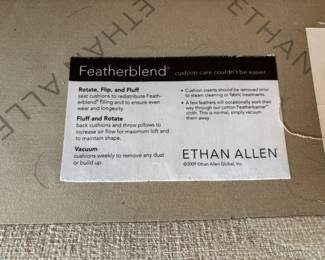 ETHAN ALLEN
ETHAN ALLEN
Featherblend® cushion care couldn't be easier.
Rotate, Flip, and Fluff
seat cushions to redistribute Feath-
erblend® filling and to ensure even
wear and longevity.
Fluff and Rotate
back cushions and throw pillows to
increase air flow for maximum loft and
to maintain shape.
Vacuum
cushions weekly to remove any dust
or build up.
• Cushion inserts should be removed prior
to steam cleaning or fabric treatments.
• A few feathers will occasionally work their
way through our cotton Featherbarrier™
cloth. This is normal; simply vacuum
them away.
ETHAN ALLEN
©2009 Ethan Allen Global, Inc.